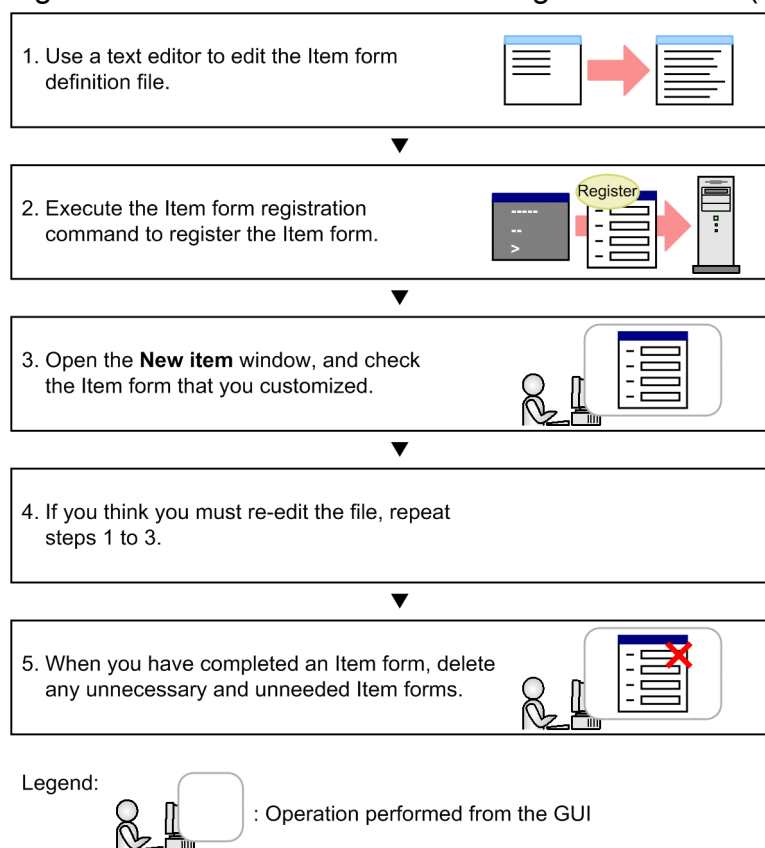 1. Use a text editor to edit the Item form
definition file.
▼
2. Execute the Item form registration
command to register the Item form.
Register
-----
--
>
▼
3. Open the New item window, and check
the Item form that you customized.
▼
4. If you think you must re-edit the file, repeat
steps 1 to 3.
▼
5. When you have completed an Item form, delete
any unnecessary and unneeded Item forms.
Legend:
: Operation performed from the GUI